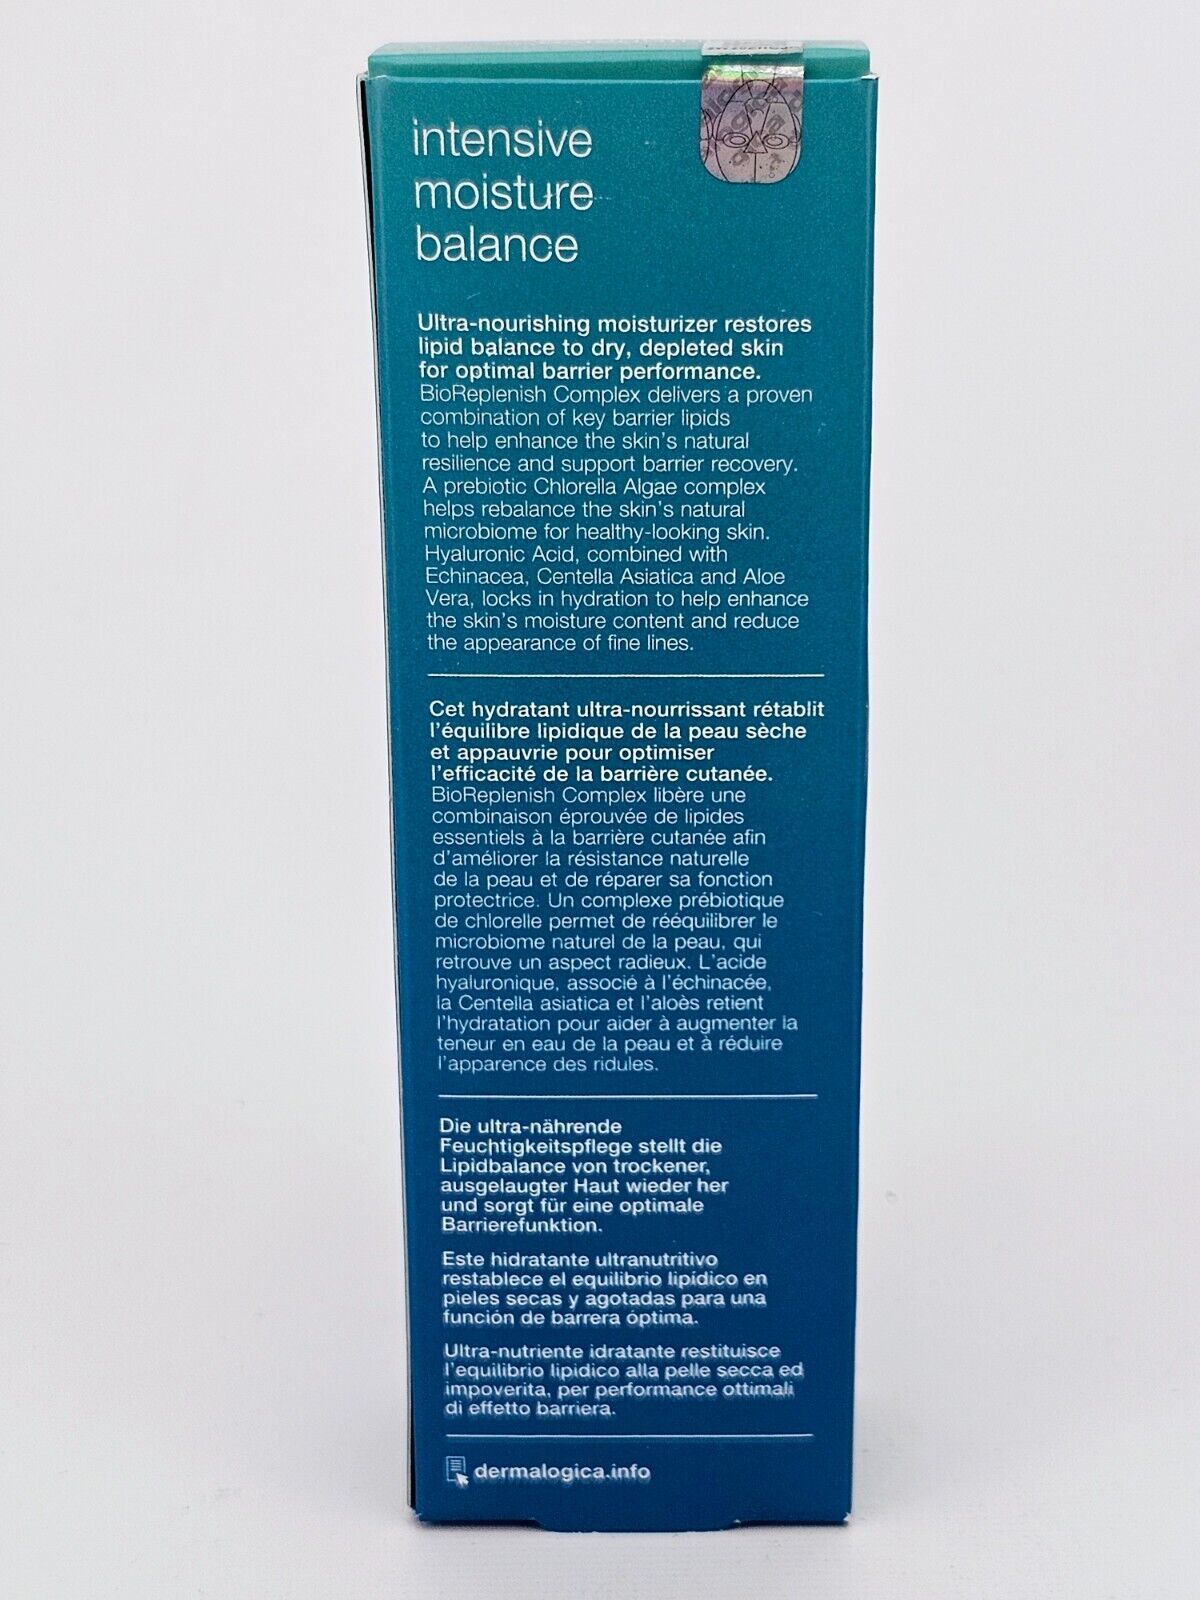 intensive
moisture
balance
Ultra-nourishing moisturizer restores
lipid balance to dry, depleted skin
for optimal barrier performance.
BioReplenish Complex delivers a proven
combination of key barrier lipids
to help enhance the skin's natural
resilience and support barrier recovery.
A prebiotic Chlorella Algae complex
helps rebalance the skin's natural
microbiome for healthy-looking skin.
Hyaluronic Acid, combined with
Echinacea, Centella Asiatica and Aloe
Vera, locks in hydration to help enhance
the skin's moisture content and reduce
the appearance of fine lines.
Cet hydratant ultra-nourrissant rétablit
l'équilibre lipidique de la peau sèche
et appauvrie pour optimiser
l'efficacité de la barrière cutanée.
BioReplenish Complex libère une
combinaison éprouvée de lipides
essentiels à la barrière cutanée afin
d'améliorer la résistance naturelle
de la peau et de réparer sa fonction
protectrice. Un complexe prébiotique
de chlorelle permet de rééquilibrer le
microbiome naturel de la peau, qui
retrouve un aspect radieux. L'acide
hyaluronique, associé à l'échinacée,
la Centella asiatica et l'aloès retient
l'hydratation pour aider à augmenter la
teneur en eau de la peau et à réduire
l'apparence des ridules.
Die ultra-nährende
Feuchtigkeitspflege stellt die
Lipidbalance von trockener,
ausgelaugter Haut wieder her
und sorgt für eine optimale
Barrierefunktion.
Este hidratante ultranutritivo
restablece el equilibrio lipídico en
pieles secas y agotadas para una
función de barrera óptima.
Ultra-nutriente idratante restituisce
l'equilibrio lipidico alla pelle secca ed
impoverita, per performance ottimali
di effetto barriera.
dermalogica.info